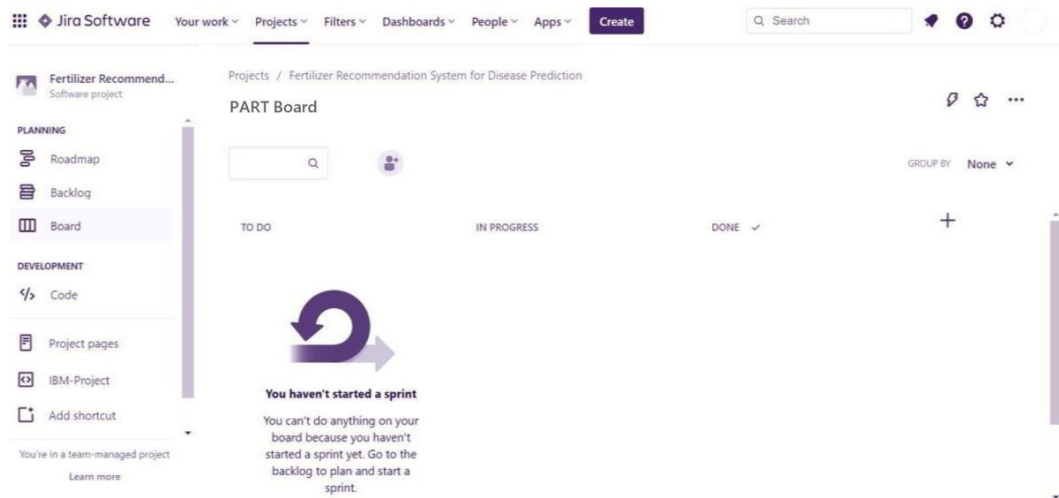 Jira Software Your work Projects Filters Dashboards People Apps Create Search
Fertilizer Recommend...
Software project
Projects / Fertilizer Recommendation System for Disease Prediction
PART Board
PLANNING
Roadmap
Backlog
Board
GROUP BY None
TO DO IN PROGRESS DONE
DEVELOPMENT
Code
Project pages
IBM-Project
Add shortcut
You're in a team-managed project
Learn more
You haven't started a sprint
You can't do anything on your
board because you haven't
started a sprint yet. Go to the
backlog to plan and start a
sprint.